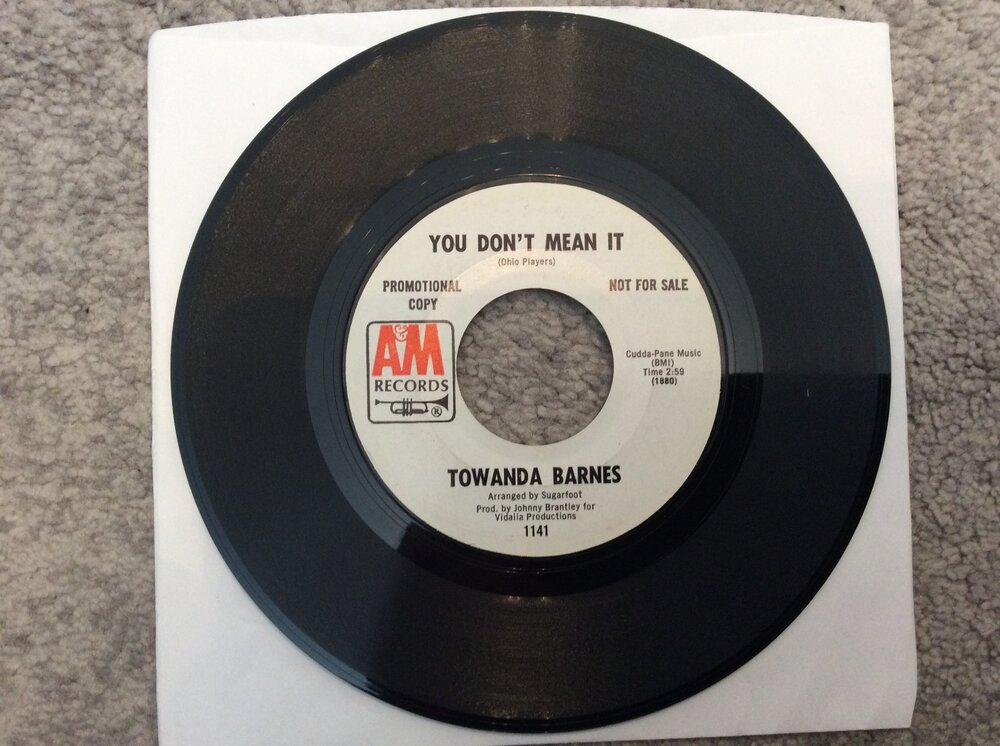 YOU DON'T MEAN IT
(Ohio Players)
PROMOTIONAL
COPY
NOT FOR SALE
A&M
RECORDS
®
Cudda-Pane Music
(BMI)
Time 2:59
(1880)
TOWANDA BARNES
Arranged by Sugarfoot
Prod. by Johnny Brantley for
Vidalia Productions
1141